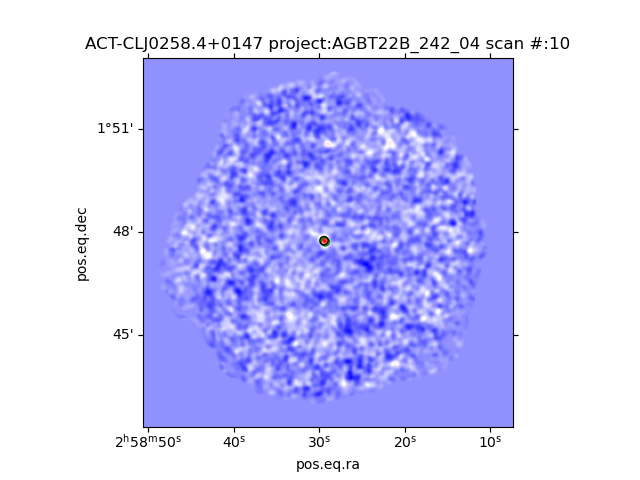 ACT-CLJ0258.4+0147 project:AGBT22B_242_04 scan #:10
1°51'
48'
45'
pos.eq.dec
2ʰ58ᵐ50ˢ 40ˢ 30ˢ 20ˢ 10ˢ
pos.eq.ra